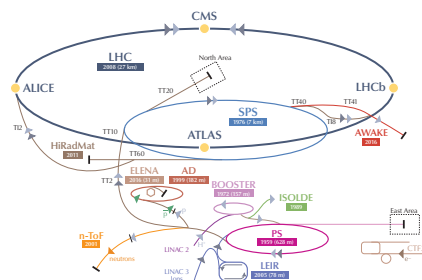 CMS
LHC
2008 (27 km)
North Area
ALICE
LHCb
TT20
TT40
TT41
SPS
1976 (7 km)
TI2
TI8
TT10
ATLAS
AWAKE
2016
HiRadMat
2011
TT60
ELENA
AD
TT2
1999 (182 m)
BOOSTER
1972 (157 m)
ISOLDE
1989
p
p
East Area
n-ToF
2001
PS
1959 (628 m)
LINAC 2
neutrons
CTF
e-
LINAC 3
Ions
LEIR
2005 (78 m)